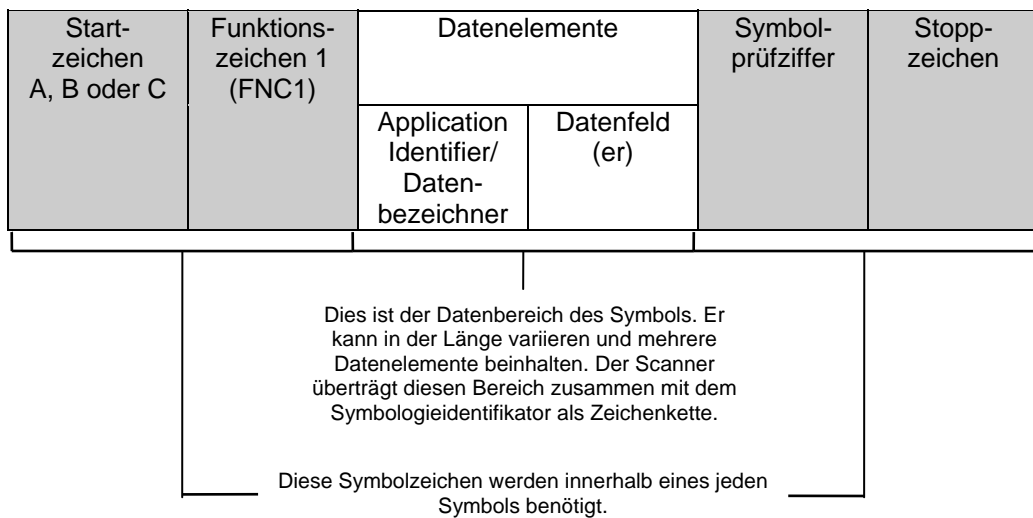 Start-
zeichen
A, B oder C
Funktions-
zeichen 1
(FNC1)
Datenelemente
Symbol-
prüfziffer
Stopp-
zeichen
Application
Identifier/
Daten-
bezeichner
Datenfeld
(er)
Dies ist der Datenbereich des Symbols. Er
kann in der Länge variieren und mehrere
Datenelemente beinhalten. Der Scanner
überträgt diesen Bereich zusammen mit dem
Symbologieidentifikator als Zeichenkette.
Diese Symbolzeichen werden innerhalb eines jeden
Symbols benötigt.